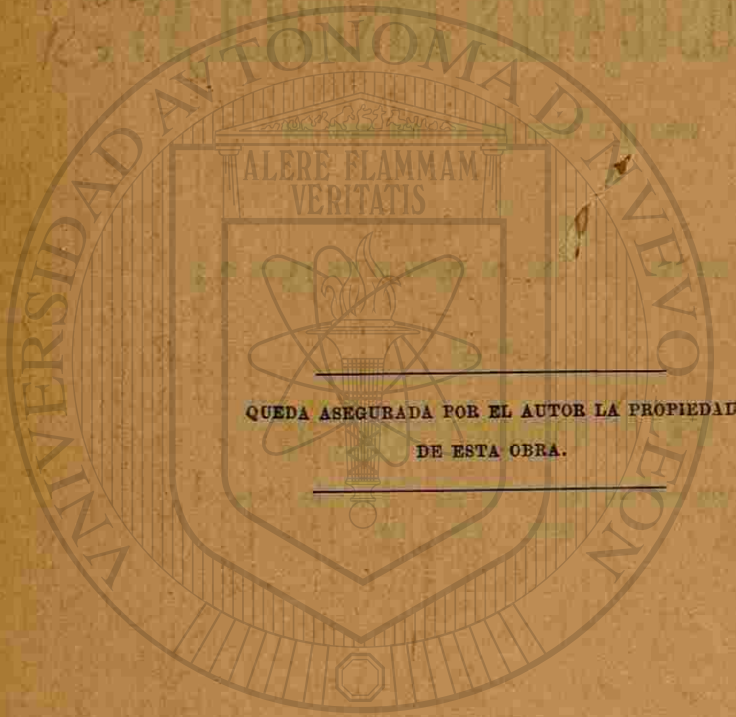 UNIVERSIDAD AUTONOMA DE NUEVO LEON
ALERE FLAMMAM
VERITATIS
QUEDA ASEGURADA POR EL AUTOR LA PROPIEDAD
DE ESTA OBRA.